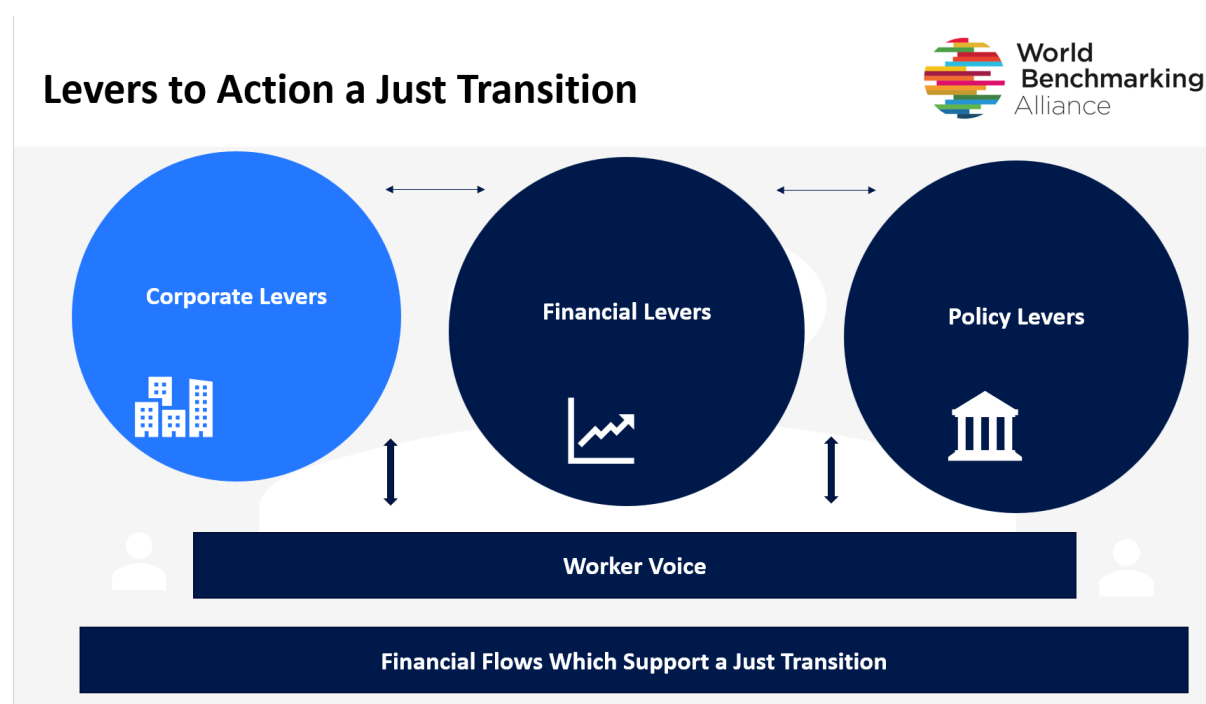 Levers to Action a Just Transition
World
Benchmarking
Alliance
Corporate Levers
Financial Levers
Policy Levers
Worker Voice
Financial Flows Which Support a Just Transition